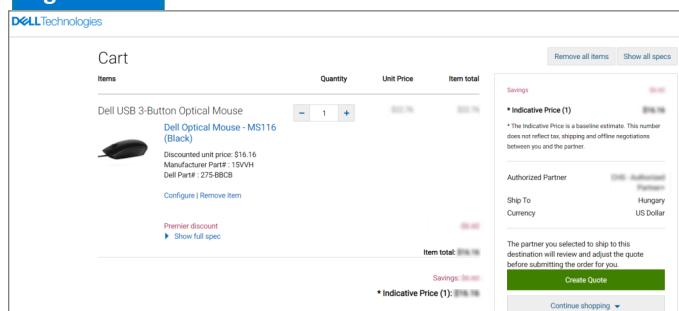 DELLTechnologies
Cart
Remove all items Show all specs
Items Quantity Unit Price Item total
Dell USB 3-Button Optical Mouse − 1 +
Dell Optical Mouse - MS116
(Black)
Discounted unit price: $16.16
Manufacturer Part# : 15VVH
Dell Part# : 275-BBCB
Configure | Remove Item
Premier discount
Show full spec
Item total:
Savings:
* Indicative Price (1):
Savings
* Indicative Price (1)
* The Indicative Price is a baseline estimate. This number
does not reflect tax, shipping and offline negotiations
between you and the partner.
Authorized Partner
Ship To Hungary
Currency US Dollar
The partner you selected to ship to this
destination will review and adjust the quote
before submitting the order for you.
Create Quote
Continue shopping